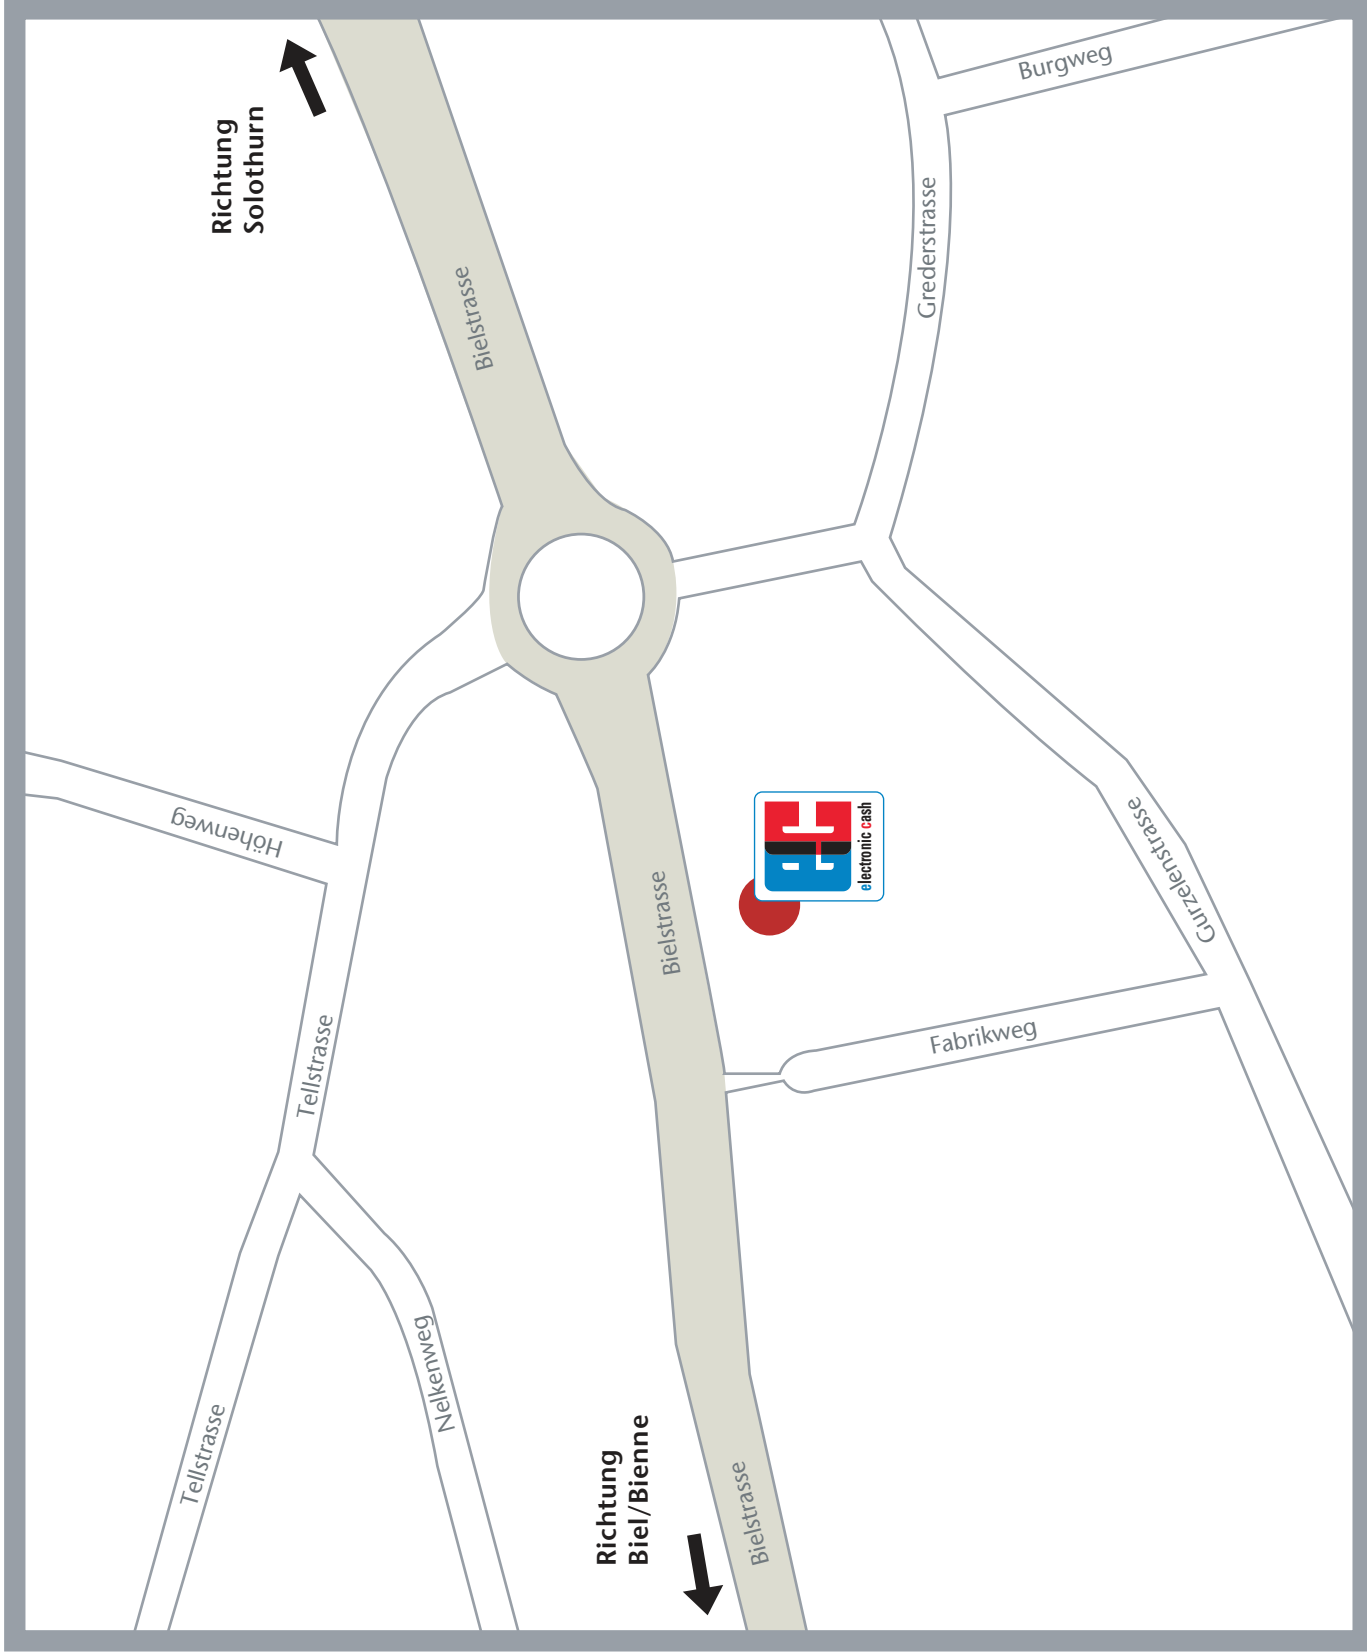 Richtung
Solothurn
Burgweg
Grederstrasse
Bielstrasse
Höhenweg
Bielstrasse
electronic cash
Gurzelenstrasse
Tellstrasse
Fabrikweg
Nelkenweg
Tellstrasse
Richtung
Biel/Bienne
Bielstrasse